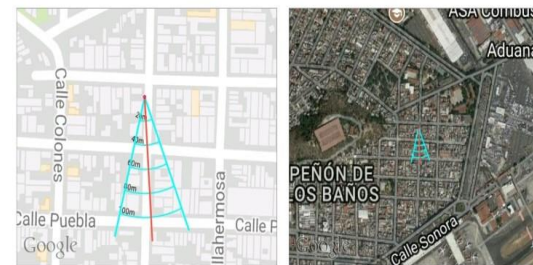 Calle Colones
20m
40m
60m
80m
100m
Calle Puebla
llahermosa
Calle P
Google
ASA Combus
Aduana
PEÑÓN DE
LOS BAÑOS
Calle Sonora